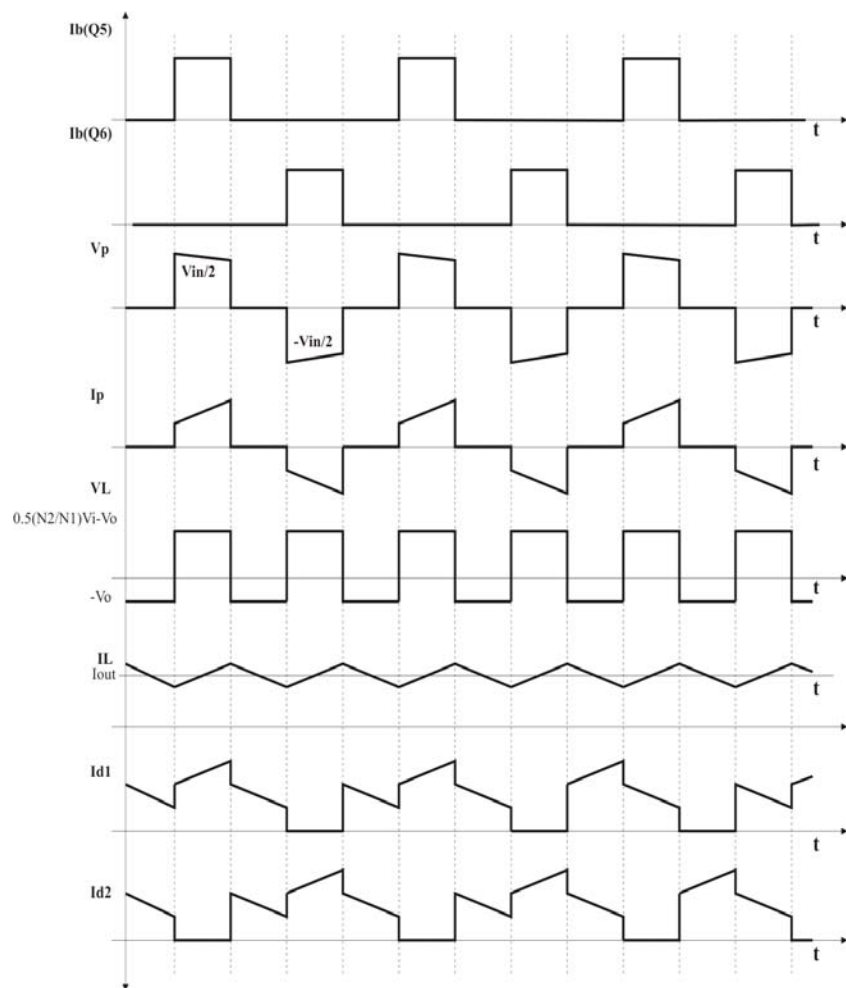 Ib(Q5)
t
Ib(Q6)
t
Vp
Vin/2
t
-Vin/2
Ip
t
VL
0.5(N2/N1)Vi-Vo
t
-Vo
IL
Iout
t
Id1
t
Id2
t